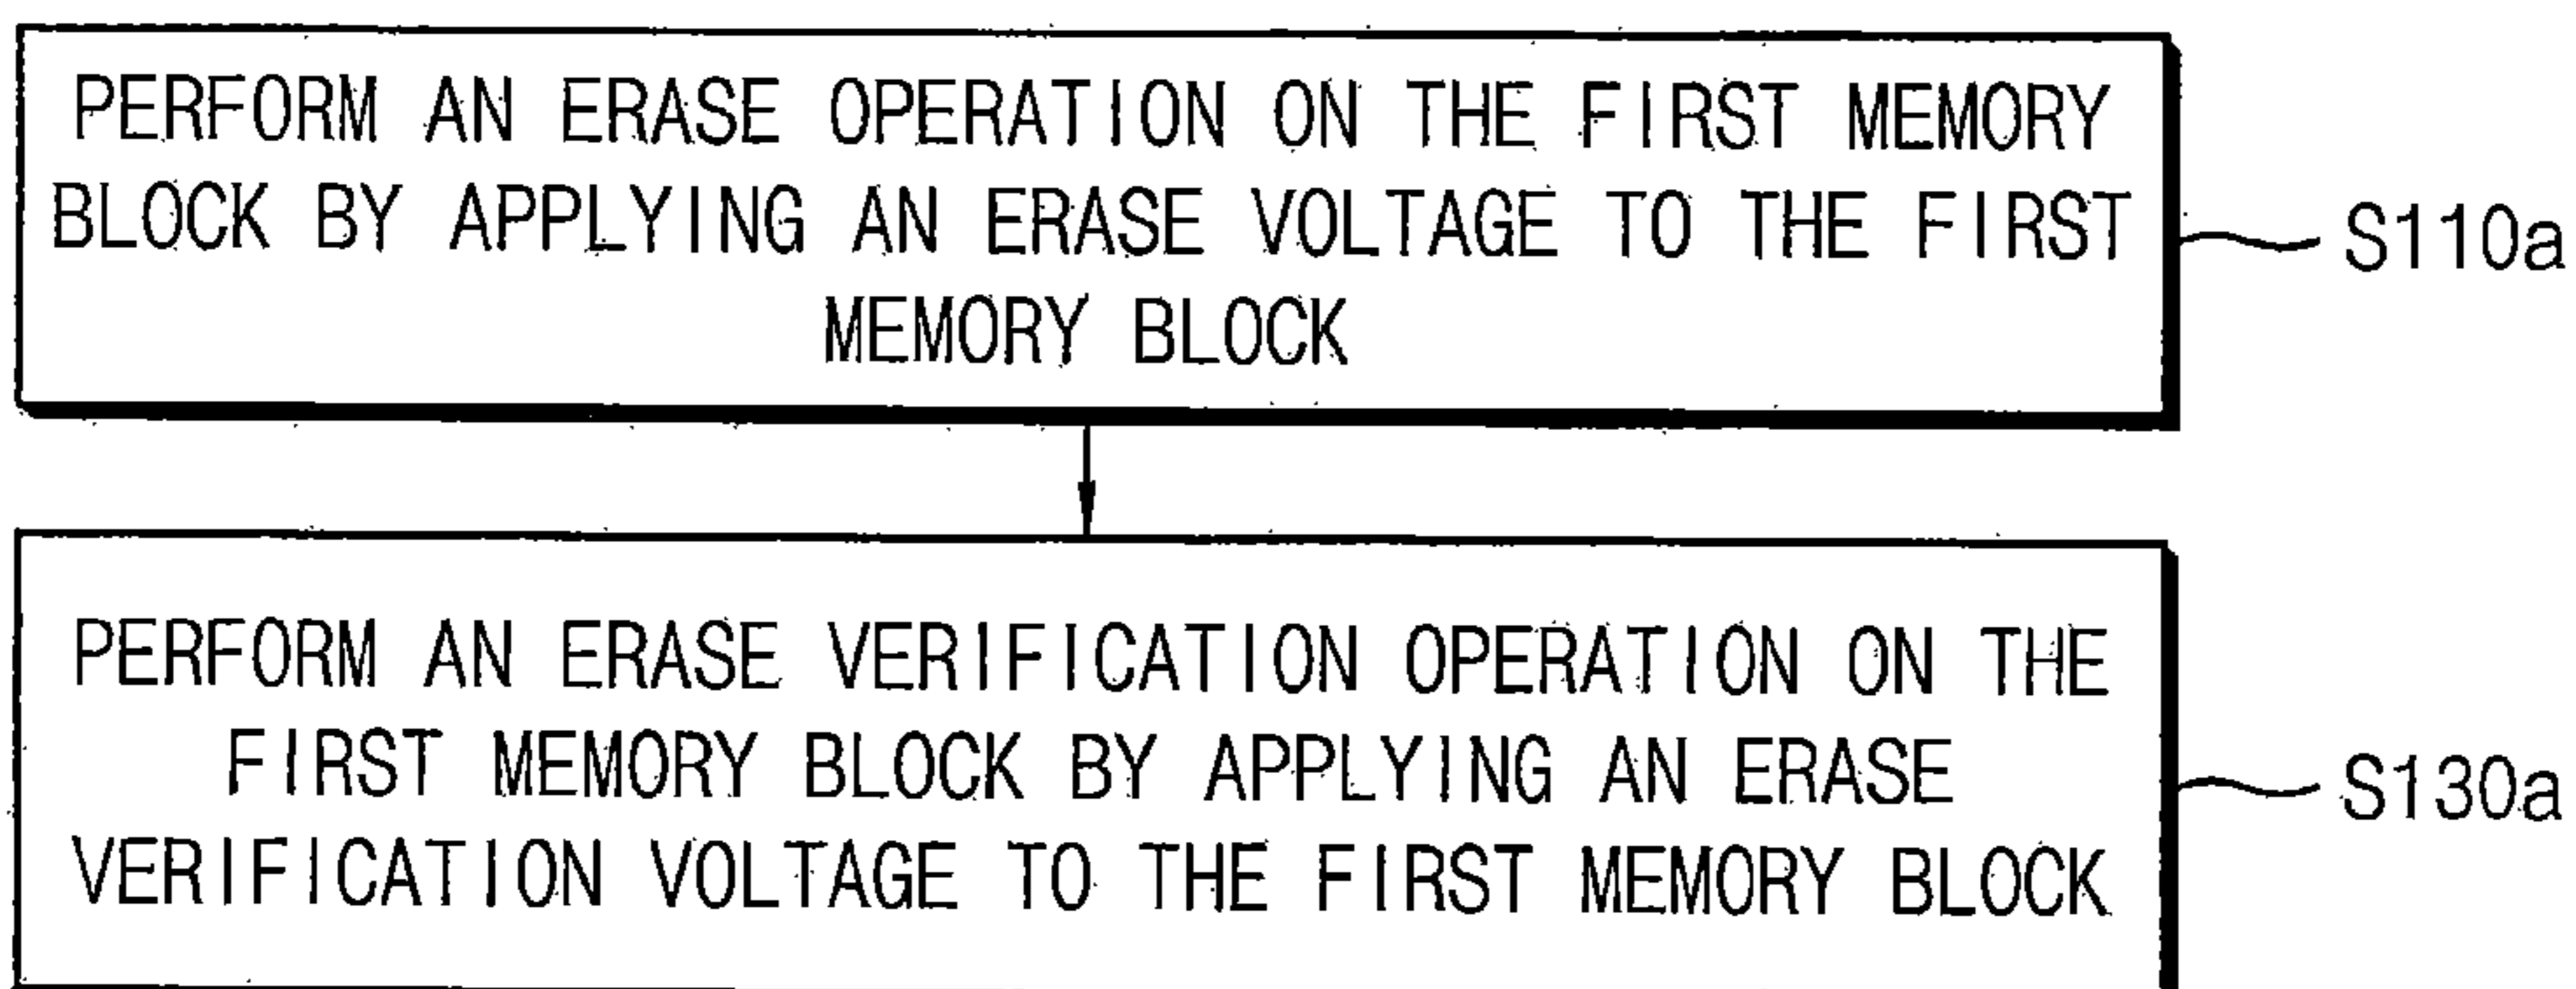 PERFORM AN ERASE OPERATION ON THE FIRST MEMORY
BLOCK BY APPLYING AN ERASE VOLTAGE TO THE FIRST
MEMORY BLOCK
S110a
PERFORM AN ERASE VERIFICATION OPERATION ON THE
FIRST MEMORY BLOCK BY APPLYING AN ERASE
VERIFICATION VOLTAGE TO THE FIRST MEMORY BLOCK
S130a